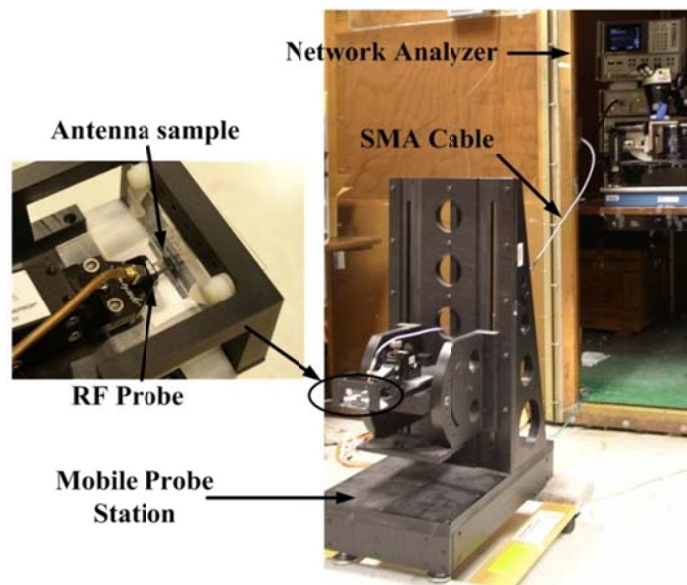 Network Analyzer
Antenna sample
SMA Cable
RF Probe
Mobile Probe
Station